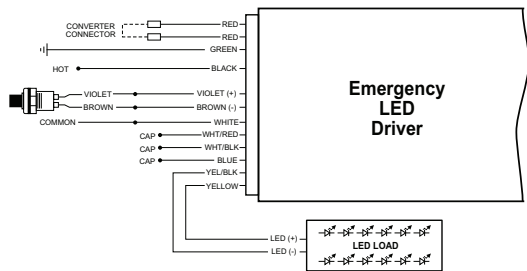 CONVERTER
CONNECTOR
RED
RED
GREEN
HOT
BLACK
VIOLET
VIOLET (+)
BROWN
BROWN (-)
COMMON
WHITE
CAP
WHT/RED
CAP
WHT/BLK
CAP
BLUE
YEL/BLK
YELLOW
Emergency
LED
Driver
LED (+)
LED (-)
LED LOAD